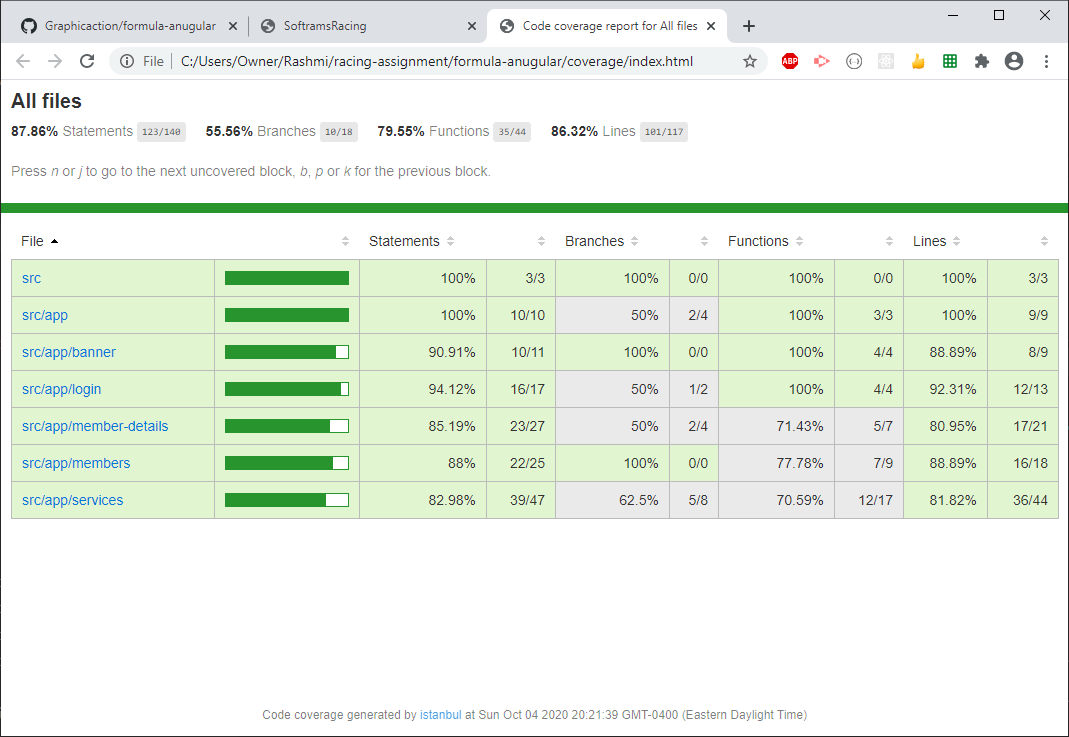 Graphicaction/formula-anugular
SoftramsRacing
Code coverage report for All files
File C:/Users/Owner/Rashmi/racing-assignment/formula-anugular/coverage/index.html
ABP
All files
87.86% Statements 123/140 55.56% Branches 10/18 79.55% Functions 35/44 86.32% Lines 101/117
Press n or j to go to the next uncovered block, b, p or k for the previous block.
File Statements Branches Functions Lines
src 100% 3/3 100% 0/0 100% 0/0 100% 3/3
src/app 100% 10/10 50% 2/4 100% 3/3 100% 9/9
src/app/banner 90.91% 10/11 100% 0/0 100% 4/4 88.89% 8/9
src/app/login 94.12% 16/17 50% 1/2 100% 4/4 92.31% 12/13
src/app/member-details 85.19% 23/27 50% 2/4 71.43% 5/7 80.95% 17/21
src/app/members 88% 22/25 100% 0/0 77.78% 7/9 88.89% 16/18
src/app/services 82.98% 39/47 62.5% 5/8 70.59% 12/17 81.82% 36/44
Code coverage generated by istanbul at Sun Oct 04 2020 20:21:39 GMT-0400 (Eastern Daylight Time)